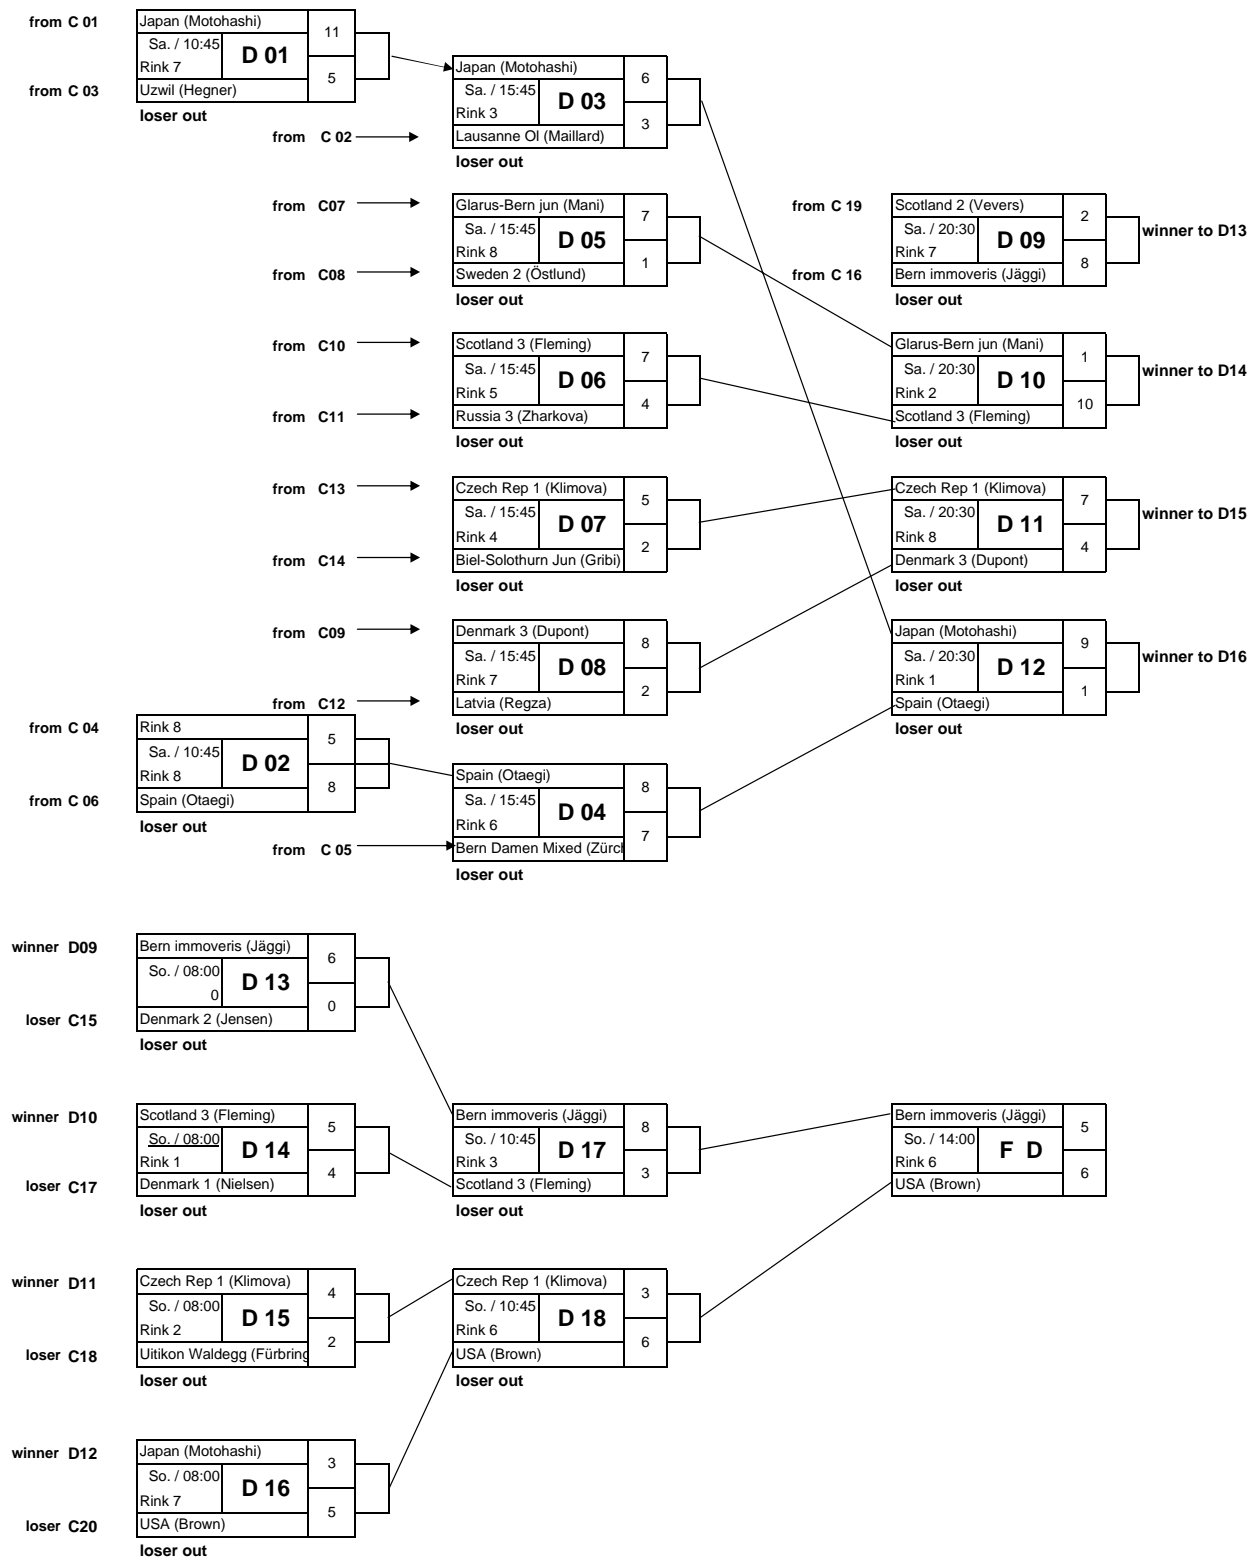 from C 01
Japan (Motohashi)
11
Sa. / 10:45
Rink 7
D 01
5
from C 03
Uzwil (Hegner)
loser out
Japan (Motohashi)
6
Sa. / 15:45
Rink 3
D 03
3
from C 02
Lausanne Ol (Maillard)
loser out
from C07
Glarus-Bern jun (Mani)
7
Sa. / 15:45
Rink 8
D 05
1
from C08
Sweden 2 (Östlund)
loser out
from C 19
Scotland 2 (Vevers)
2
Sa. / 20:30
Rink 7
D 09
8
winner to D13
from C 16
Bern immoveris (Jäggi)
loser out
from C10
Scotland 3 (Fleming)
7
Sa. / 15:45
Rink 5
D 06
4
from C11
Russia 3 (Zharkova)
loser out
Glarus-Bern jun (Mani)
1
Sa. / 20:30
Rink 2
D 10
10
winner to D14
Scotland 3 (Fleming)
loser out
from C13
Czech Rep 1 (Klimova)
5
Sa. / 15:45
Rink 4
D 07
2
from C14
Biel-Solothurn Jun (Gribi)
loser out
Czech Rep 1 (Klimova)
7
Sa. / 20:30
Rink 8
D 11
4
winner to D15
Denmark 3 (Dupont)
loser out
from C09
Denmark 3 (Dupont)
8
Sa. / 15:45
Rink 7
D 08
2
from C12
Latvia (Regza)
loser out
Japan (Motohashi)
9
Sa. / 20:30
Rink 1
D 12
1
winner to D16
Spain (Otaegi)
loser out
from C 04
Rink 8
5
Sa. / 10:45
Rink 8
D 02
8
from C 06
Spain (Otaegi)
loser out
Spain (Otaegi)
8
Sa. / 15:45
Rink 6
D 04
7
from C 05
Bern Damen Mixed (Zürch
loser out
winner D09
Bern immoveris (Jäggi)
6
So. / 08:00
0
D 13
0
loser C15
Denmark 2 (Jensen)
loser out
winner D10
Scotland 3 (Fleming)
5
So. / 08:00
Rink 1
D 14
4
loser C17
Denmark 1 (Nielsen)
loser out
Bern immoveris (Jäggi)
8
So. / 10:45
Rink 3
D 17
3
Scotland 3 (Fleming)
loser out
Bern immoveris (Jäggi)
5
So. / 14:00
Rink 6
F D
6
USA (Brown)
winner D11
Czech Rep 1 (Klimova)
4
So. / 08:00
Rink 2
D 15
2
loser C18
Uitikon Waldegg (Fürbring
loser out
Czech Rep 1 (Klimova)
3
So. / 10:45
Rink 6
D 18
6
USA (Brown)
loser out
winner D12
Japan (Motohashi)
3
So. / 08:00
Rink 7
D 16
5
loser C20
USA (Brown)
loser out